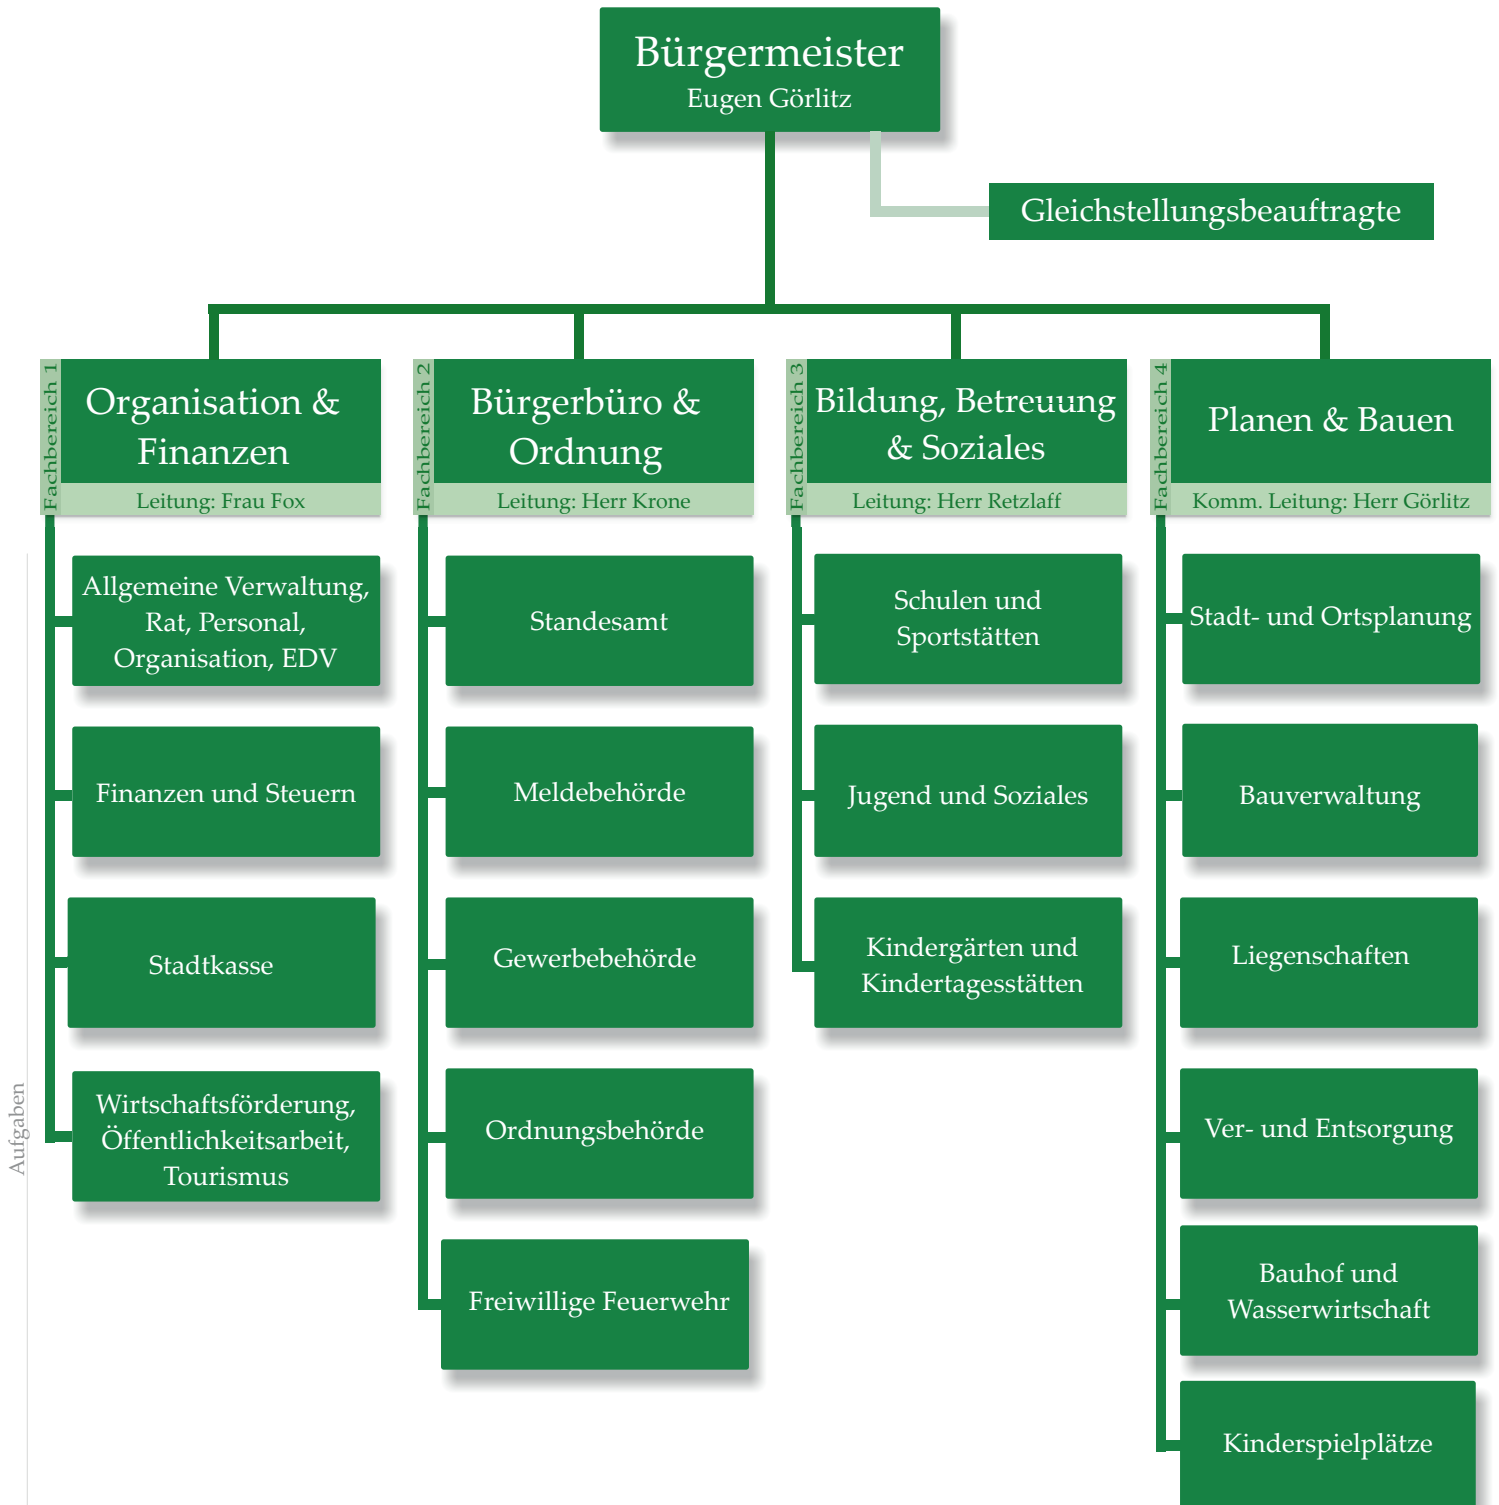 Bürgermeister
Eugen Görlitz
Gleichstellungsbeauftragte
Fachbereich 1
Organisation &
Finanzen
Leitung: Frau Fox
Fachbereich 2
Bürgerbüro &
Ordnung
Leitung: Herr Krone
Fachbereich 3
Bildung, Betreuung
& Soziales
Leitung: Herr Retzlaff
Fachbereich 4
Planen & Bauen
Komm. Leitung: Herr Görlitz
Aufgaben
Allgemeine Verwaltung,
Rat, Personal,
Organisation, EDV
Finanzen und Steuern
Stadtkasse
Wirtschaftsförderung,
Öffentlichkeitsarbeit,
Tourismus
Standesamt
Meldebehörde
Gewerbebehörde
Ordnungsbehörde
Freiwillige Feuerwehr
Schulen und
Sportstätten
Jugend und Soziales
Kindergärten und
Kindertagesstätten
Stadt- und Ortsplanung
Bauverwaltung
Liegenschaften
Ver- und Entsorgung
Bauhof und
Wasserwirtschaft
Kinderspielplätze